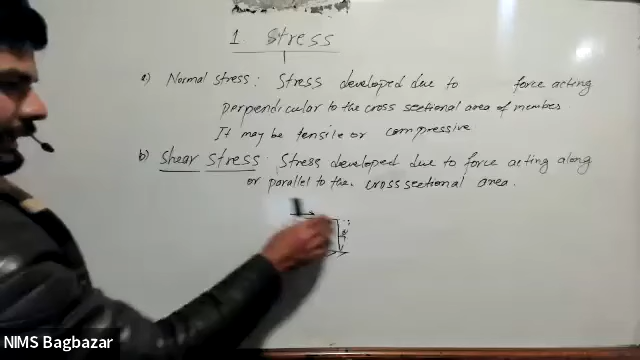 1. Stress
a) Normal stress: Stress developed due to force acting
perpendricular to the cross sectional area of member.
It may be tensile or compressive
b) Shear Stress: Stress developed due to force acting along
or parallel to the cross sectional area.
NIMS Bagbazar